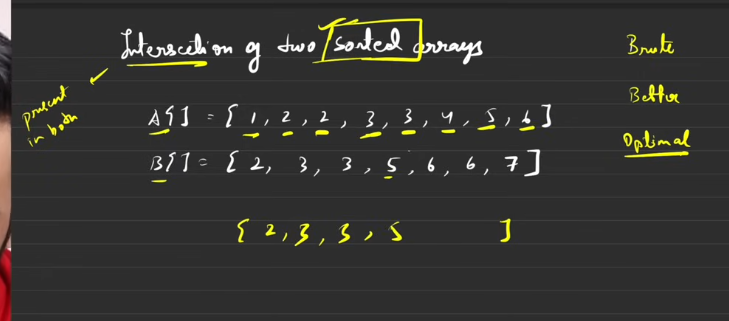 Intersection of two sorted arrays
Brute
Better
Optimal
present
in both
A[] = [ 1, 2, 2, 3, 3, 4, 5, 6 ]
B[] = [ 2, 3, 3, 5, 6, 6, 7 ]
[ 2, 3, 3, 5 ]